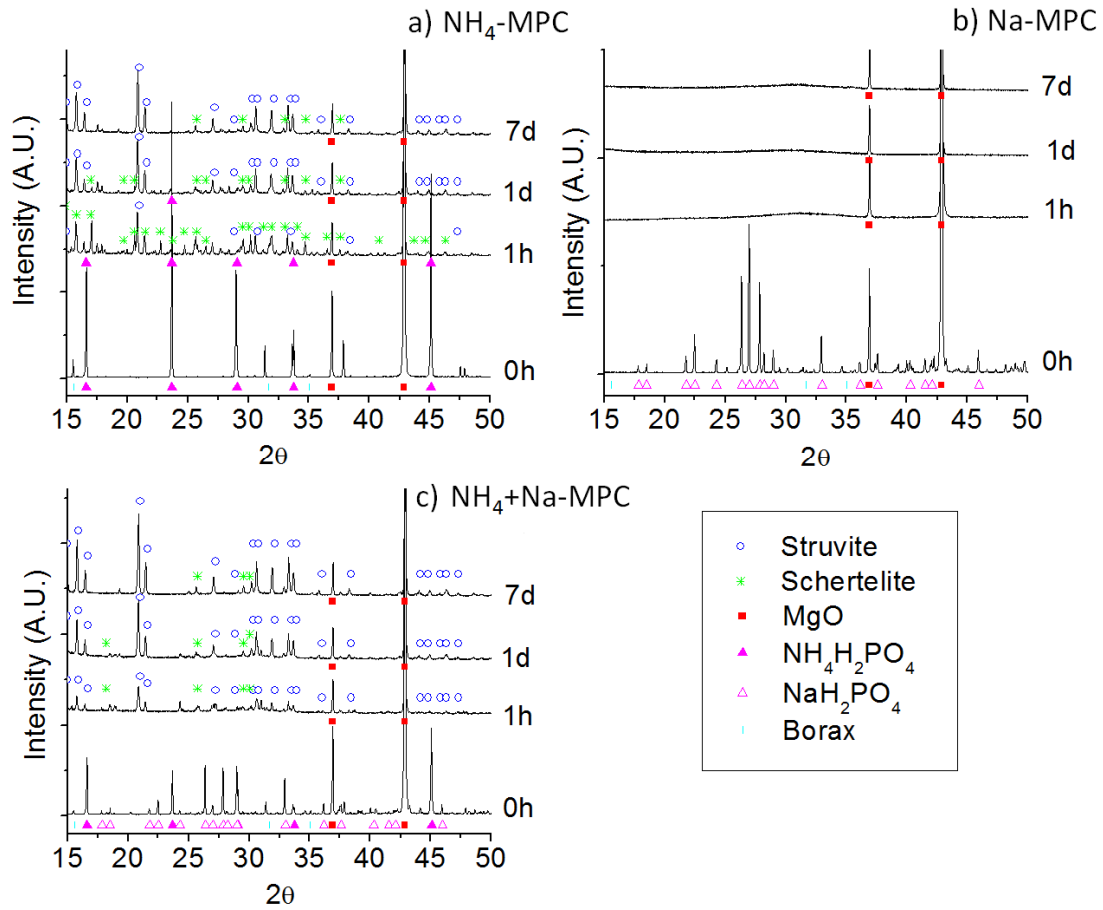 a) NH₄-MPC
Intensity (A.U.)
7d
1d
1h
0h
15 20 25 30 35 40 45 50
2θ
b) Na-MPC
Intensity (A.U.)
7d
1d
1h
0h
15 20 25 30 35 40 45 50
2θ
c) NH₄+Na-MPC
Intensity (A.U.)
7d
1d
1h
0h
15 20 25 30 35 40 45 50
2θ
Struvite
Schertelite
MgO
NH₄H₂PO₄
NaH₂PO₄
Borax